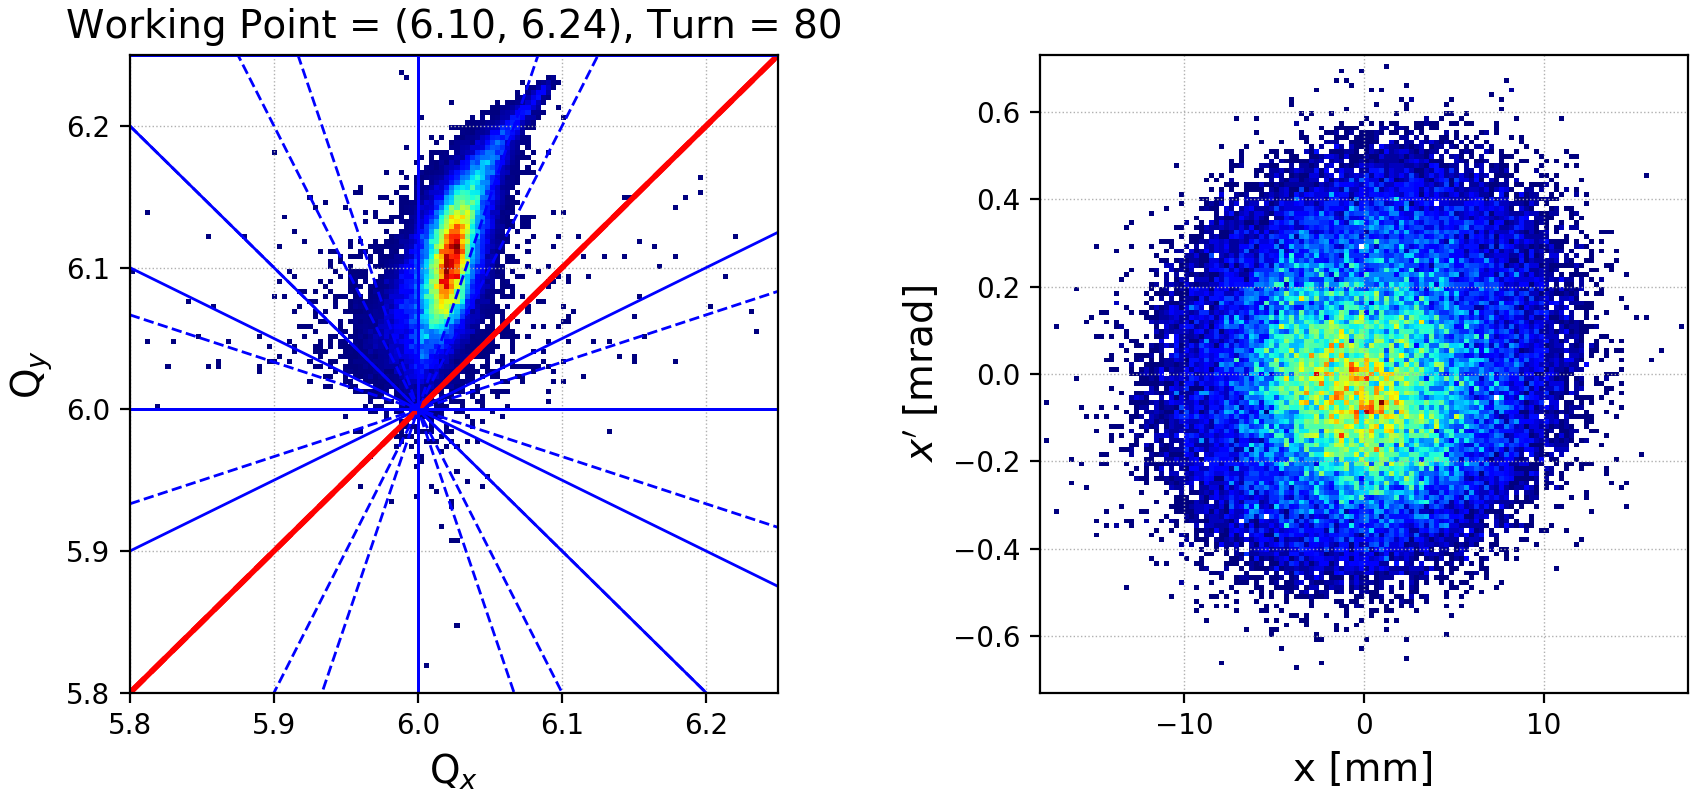 Working Point = (6.10, 6.24), Turn = 80
6.2
6.1
6.0
5.9
5.8
Qy
5.8 5.9 6.0 6.1 6.2
Qx
0.6
0.4
0.2
0.0
−0.2
−0.4
−0.6
x′ [mrad]
−10 0 10
x [mm]